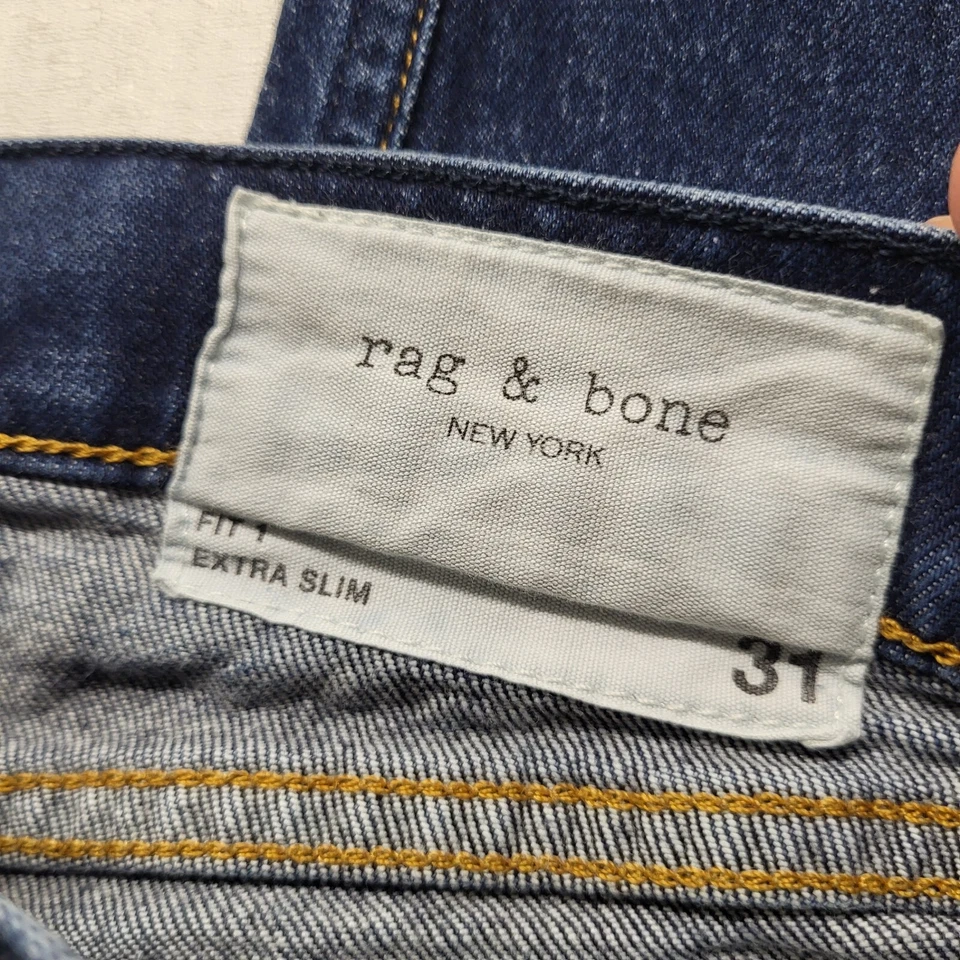 rag & bone
NEW YORK
FIT 1
EXTRA SLIM
31